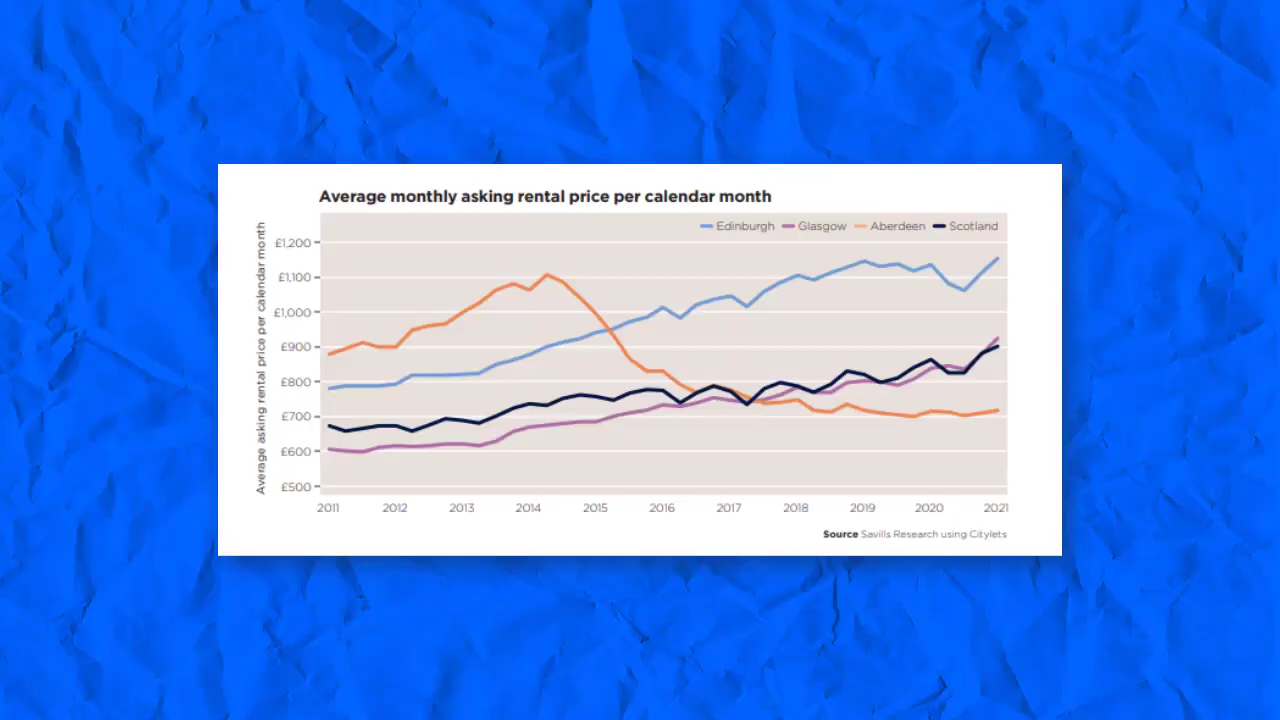 Average monthly asking rental price per calendar month
Edinburgh Glasgow Aberdeen Scotland
Average asking rental price per calendar month
£1,200
£1,100
£1,000
£900
£800
£700
£600
£500
2011 2012 2013 2014 2015 2016 2017 2018 2019 2020 2021
Source Savills Research using Citylets